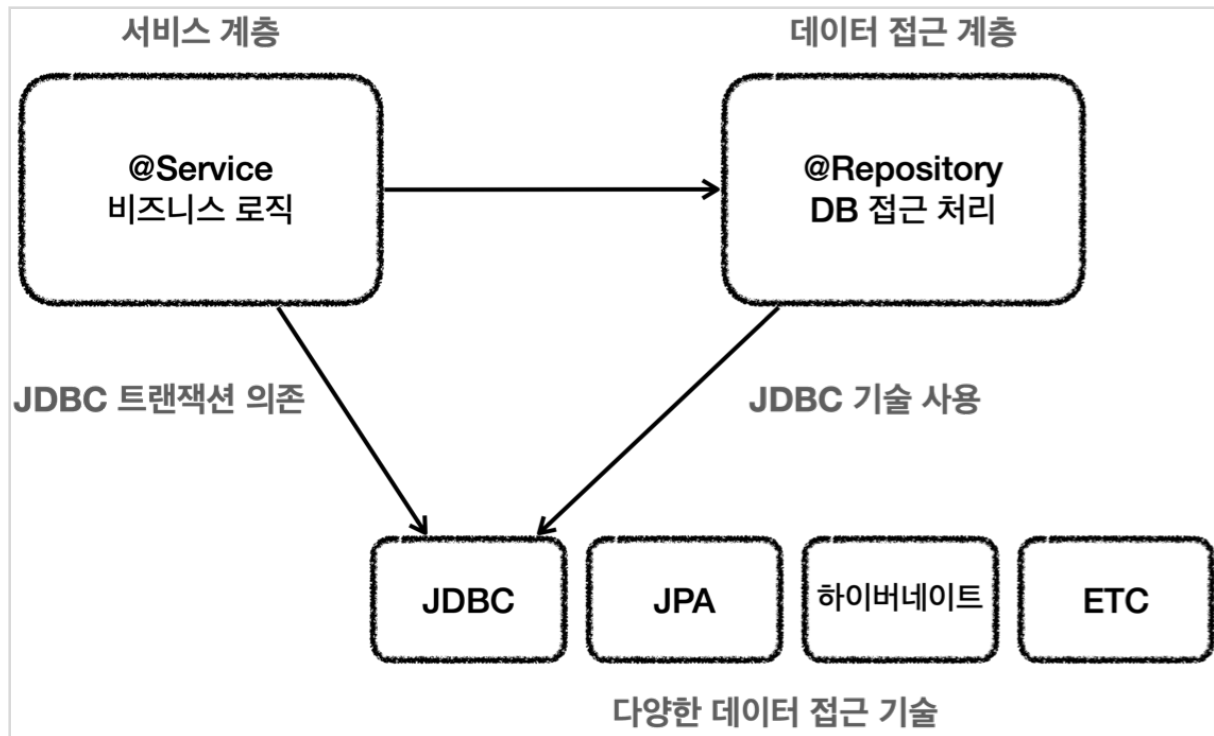 서비스 계층
데이터 접근 계층
@Service
비즈니스 로직
@Repository
DB 접근 처리
JDBC 트랜잭션 의존
JDBC 기술 사용
JDBC
JPA
하이버네이트
ETC
다양한 데이터 접근 기술